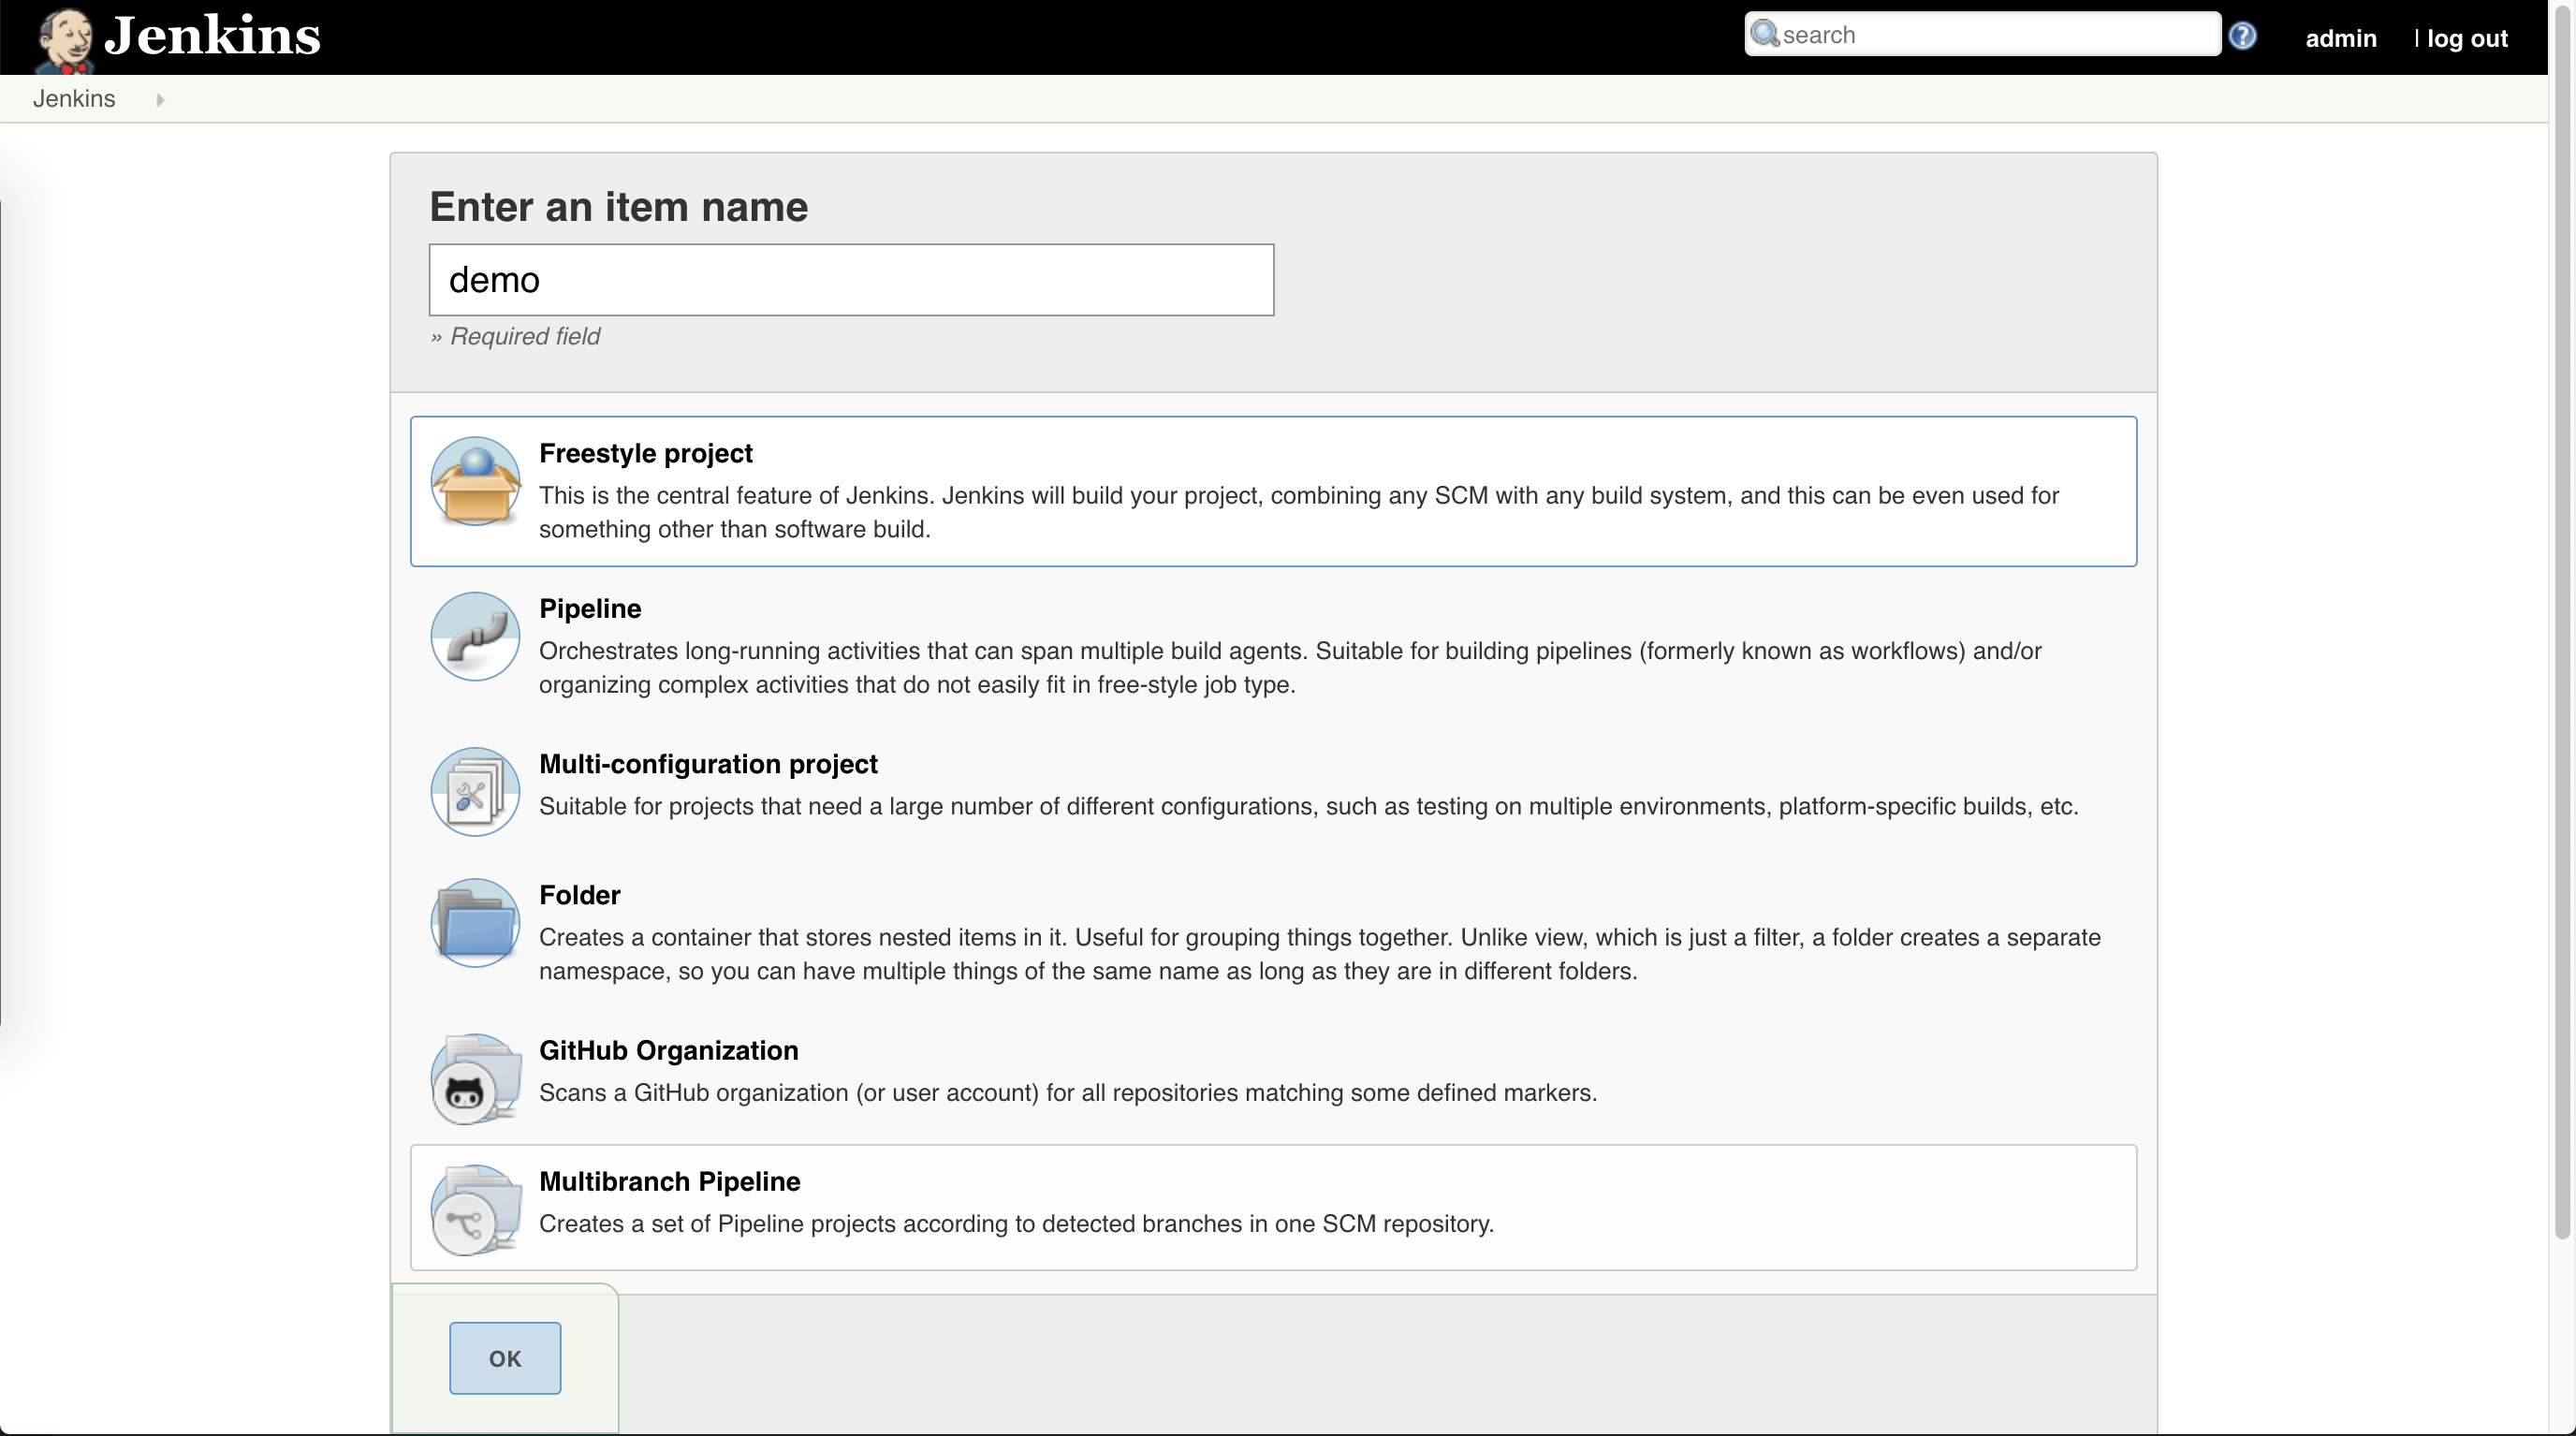 Jenkins
search
admin
| log out
Jenkins
Enter an item name
demo
» Required field
Freestyle project
This is the central feature of Jenkins. Jenkins will build your project, combining any SCM with any build system, and this can be even used for
something other than software build.
Pipeline
Orchestrates long-running activities that can span multiple build agents. Suitable for building pipelines (formerly known as workflows) and/or
organizing complex activities that do not easily fit in free-style job type.
Multi-configuration project
Suitable for projects that need a large number of different configurations, such as testing on multiple environments, platform-specific builds, etc.
Folder
Creates a container that stores nested items in it. Useful for grouping things together. Unlike view, which is just a filter, a folder creates a separate
namespace, so you can have multiple things of the same name as long as they are in different folders.
GitHub Organization
Scans a GitHub organization (or user account) for all repositories matching some defined markers.
Multibranch Pipeline
Creates a set of Pipeline projects according to detected branches in one SCM repository.
OK